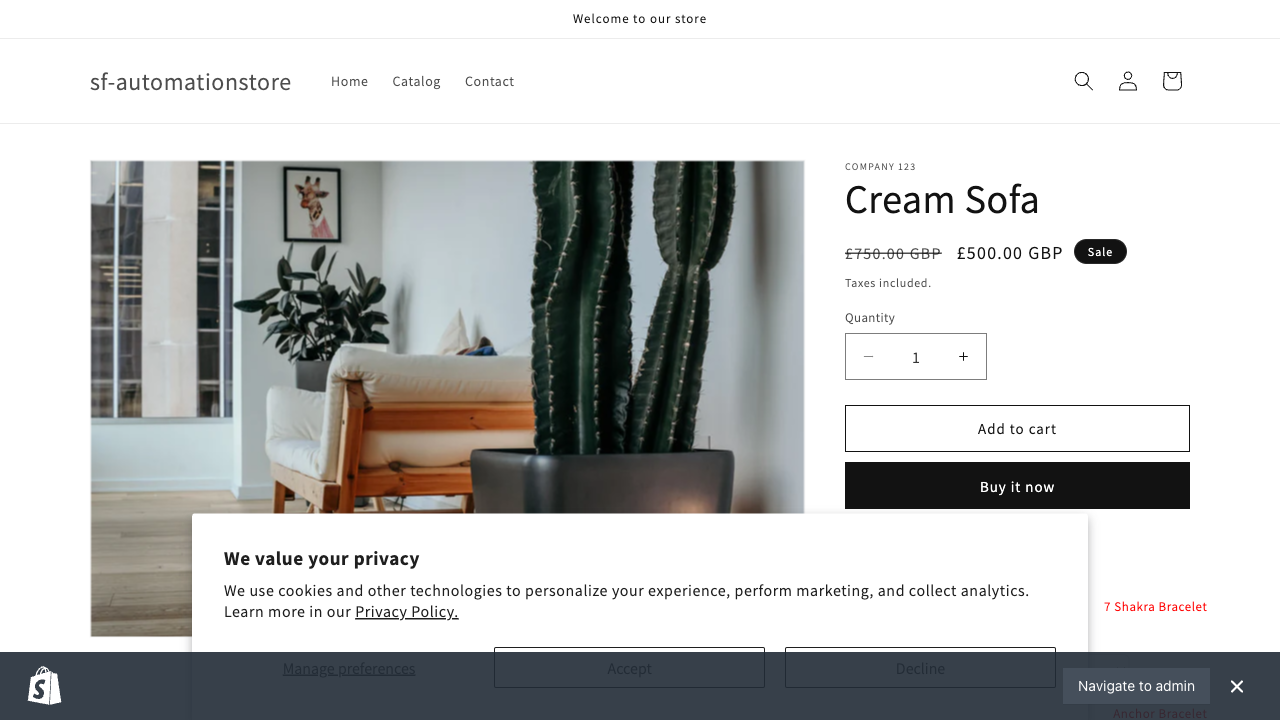 Welcome to our store
sf-automationstore
Home
Catalog
Contact
COMPANY 123
Cream Sofa
£750.00 GBP £500.00 GBP Sale
Taxes included.
Quantity
1
Add to cart
Buy it now
We value your privacy
We use cookies and other technologies to personalize your experience, perform marketing, and collect analytics.
Learn more in our Privacy Policy.
7 Shakra Bracelet
Manage preferences
Accept
Decline
Navigate to admin
Anchor Bracelet